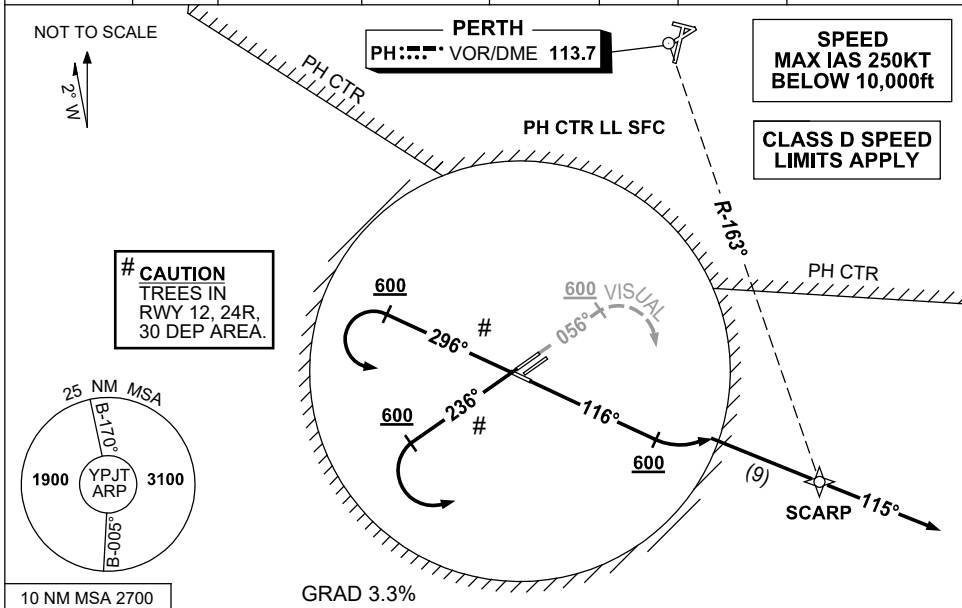 NOT TO SCALE
2° W
PERTH
PH VOR/DME 113.7
SPEED
MAX IAS 250KT
BELOW 10,000ft
CLASS D SPEED
LIMITS APPLY
PH CTR
PH CTR LL SFC
R-163°
PH CTR
# CAUTION
TREES IN
RWY 12, 24R,
30 DEP AREA.
600
296°
#
600 VISUAL
056°
600
236°
#
116°
600
(9)
SCARP
115°
25 NM MSA
B-170°
1900
YPJT
ARP
3100
B-005°
10 NM MSA 2700
GRAD 3.3%